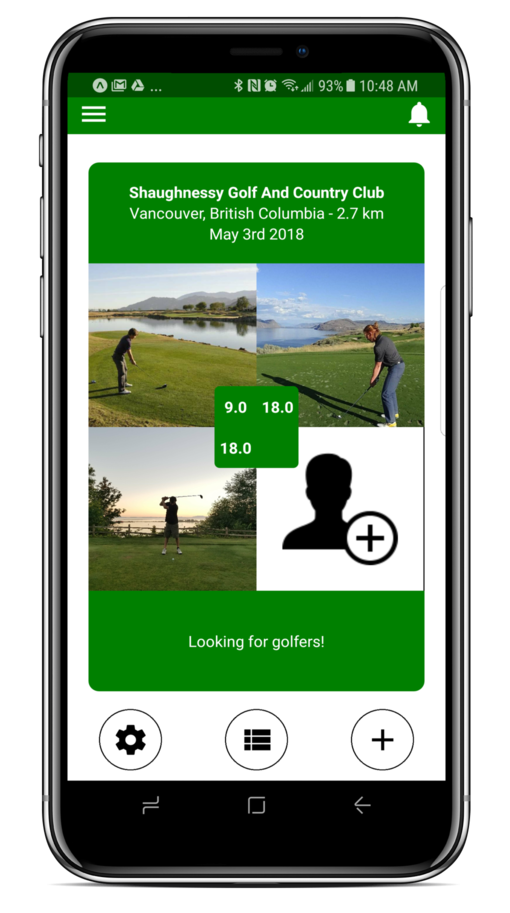 93% 10:48 AM
Shaughnessy Golf And Country Club
Vancouver, British Columbia - 2.7 km
May 3rd 2018
9.0 18.0
18.0
Looking for golfers!